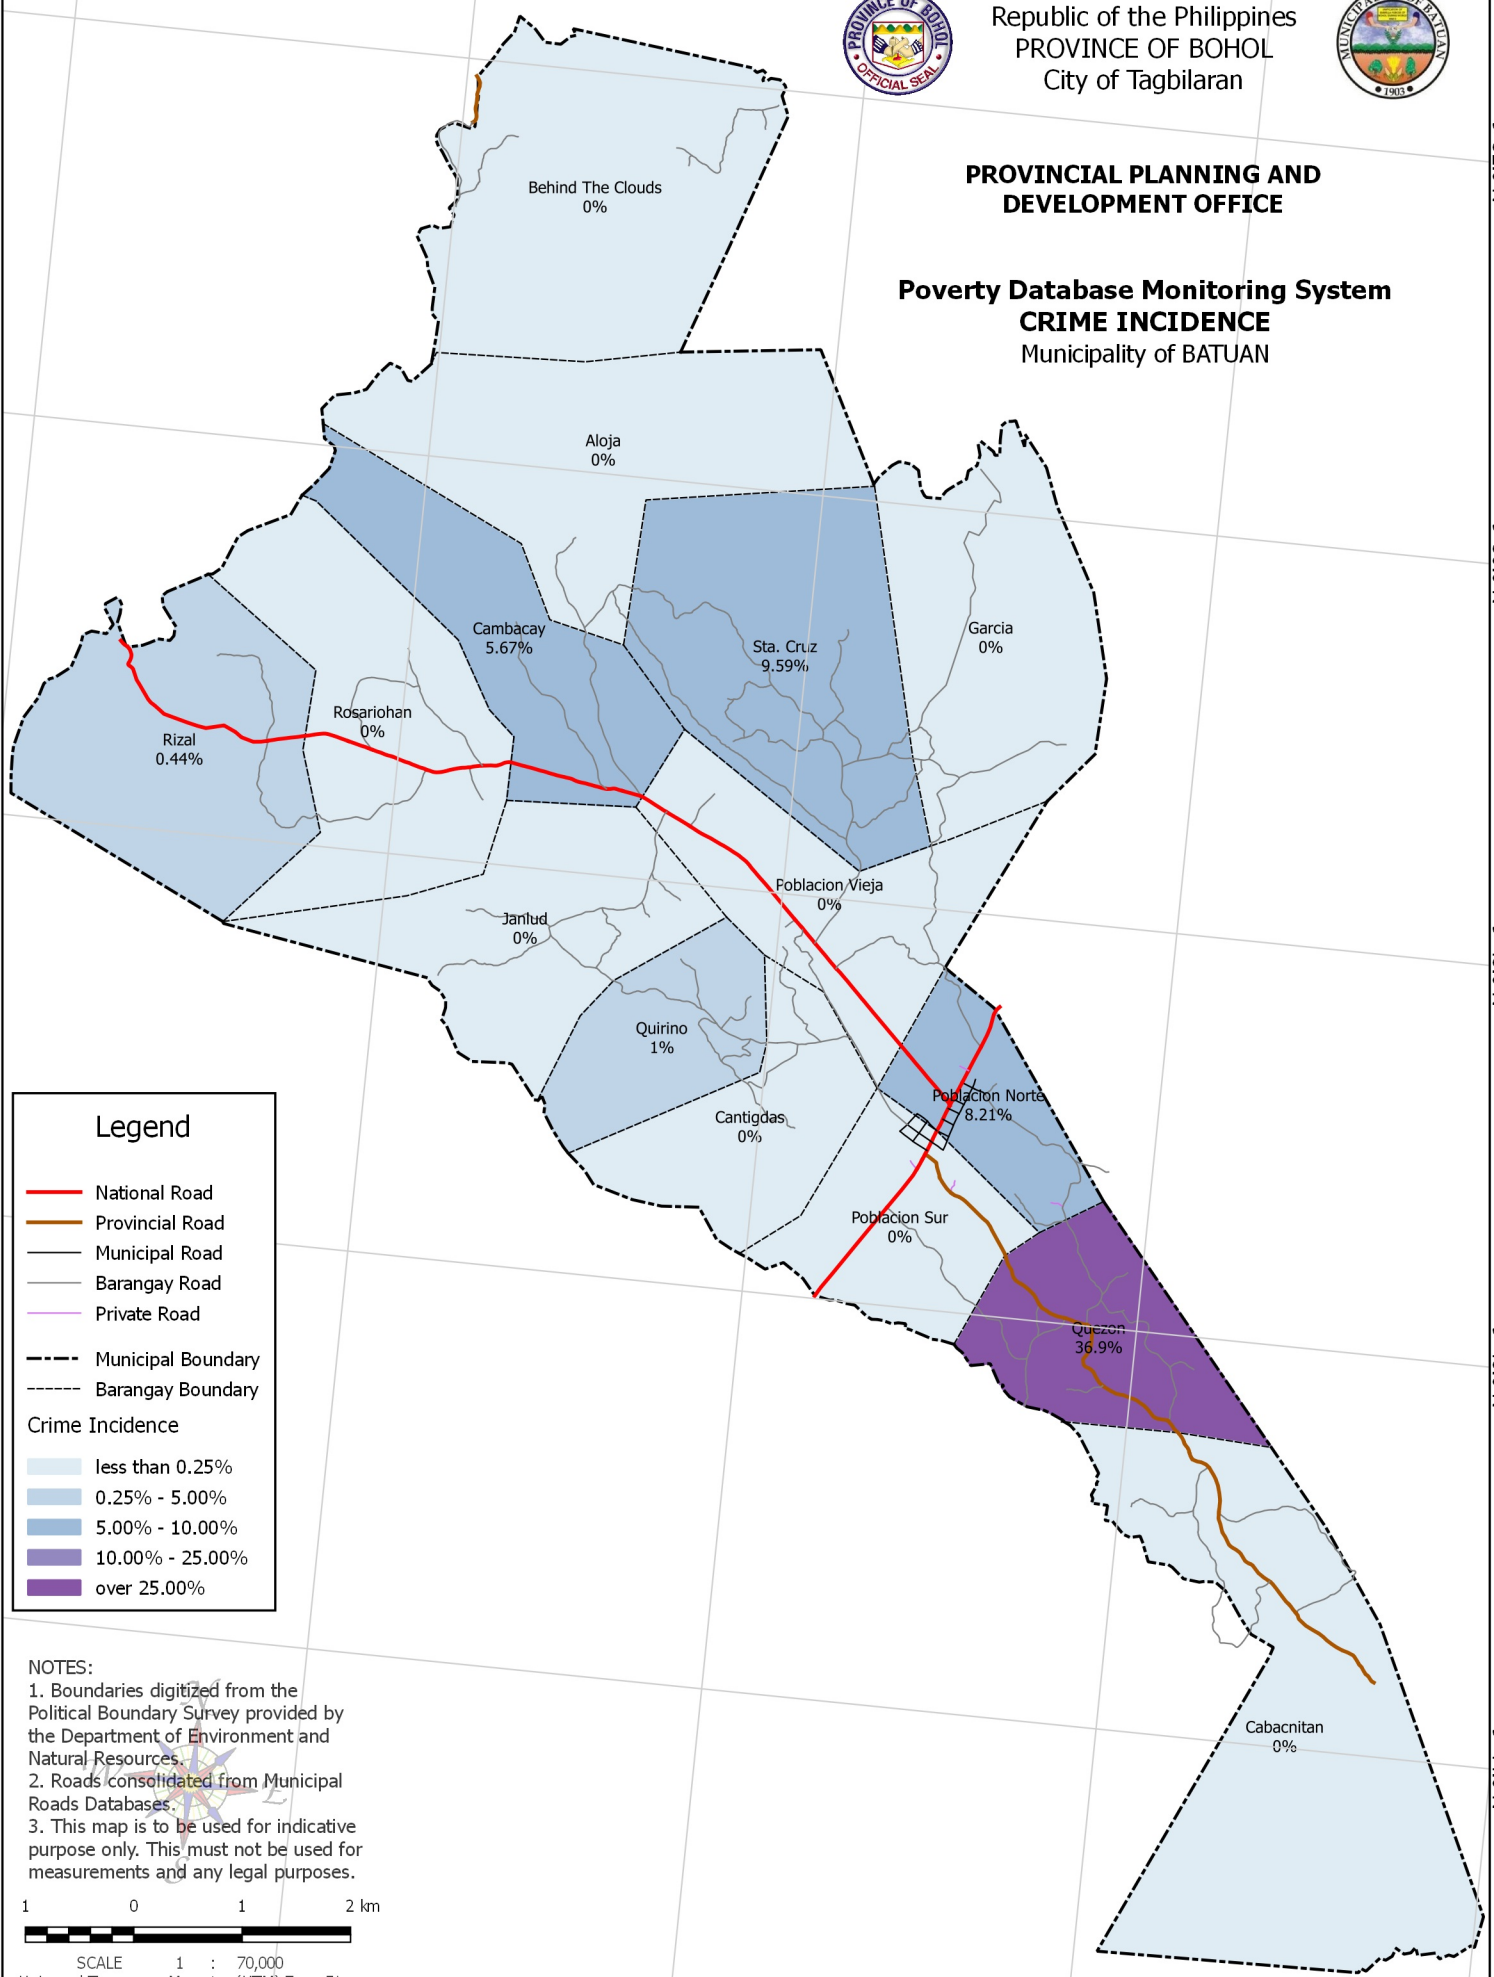 PROVINCE OF BOHOL
OFFICIAL SEAL
Republic of the Philippines
PROVINCE OF BOHOL
City of Tagbilaran
1903
PROVINCIAL PLANNING AND
DEVELOPMENT OFFICE
Poverty Database Monitoring System
CRIME INCIDENCE
Municipality of BATUAN
Behind The Clouds
0%
Aloja
0%
Cambacay
5.67%
Sta. Cruz
9.59%
Garcia
0%
Rosariohan
0%
Rizal
0.44%
Poblacion Vieja
0%
Janlud
0%
Quirino
1%
Cantigdas
0%
Poblacion Norte
8.21%
Poblacion Sur
0%
Quezon
36.9%
Cabacnitan
0%
Legend
National Road
Provincial Road
Municipal Road
Barangay Road
Private Road
Municipal Boundary
Barangay Boundary
Crime Incidence
less than 0.25%
0.25% - 5.00%
5.00% - 10.00%
10.00% - 25.00%
over 25.00%
NOTES:
1. Boundaries digitized from the
Political Boundary Survey provided by
the Department of Environment and
Natural Resources.
2. Roads consolidated from Municipal
Roads Databases.
3. This map is to be used for indicative
purpose only. This must not be used for
measurements and any legal purposes.
N
W
E
S
1 0 1 2 km
SCALE 1 : 70,000